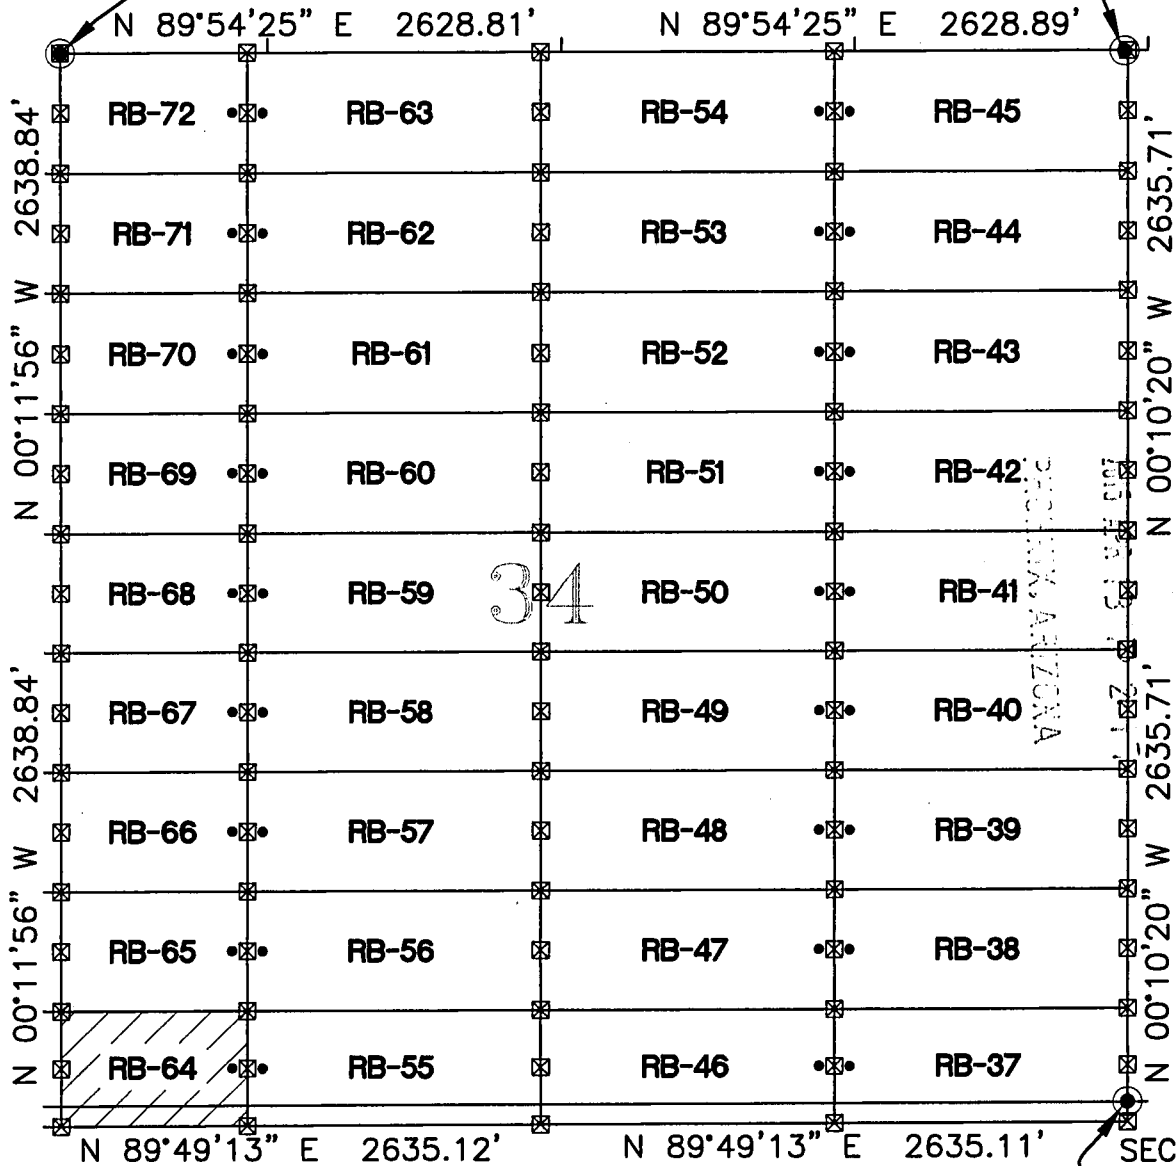 N 89°54'25" E 2628.81' N 89°54'25" E 2628.89'
N 00°11'56" W 2638.84'
N 00°10'20" W 2635.71'
RB-72 RB-63 RB-54 RB-45
RB-71 RB-62 RB-53 RB-44
RB-70 RB-61 RB-52 RB-43
RB-69 RB-60 RB-51 RB-42
34
RB-68 RB-59 RB-50 RB-41
PHOENIX, ARIZONA
RB-67 RB-58 RB-49 RB-40
N 00°11'56" W 2638.84'
N 00°10'20" W 2635.71'
RB-66 RB-57 RB-48 RB-39
RB-65 RB-56 RB-47 RB-38
RB-64 RB-55 RB-46 RB-37
N 89°49'13" E 2635.12' N 89°49'13" E 2635.11' SEC